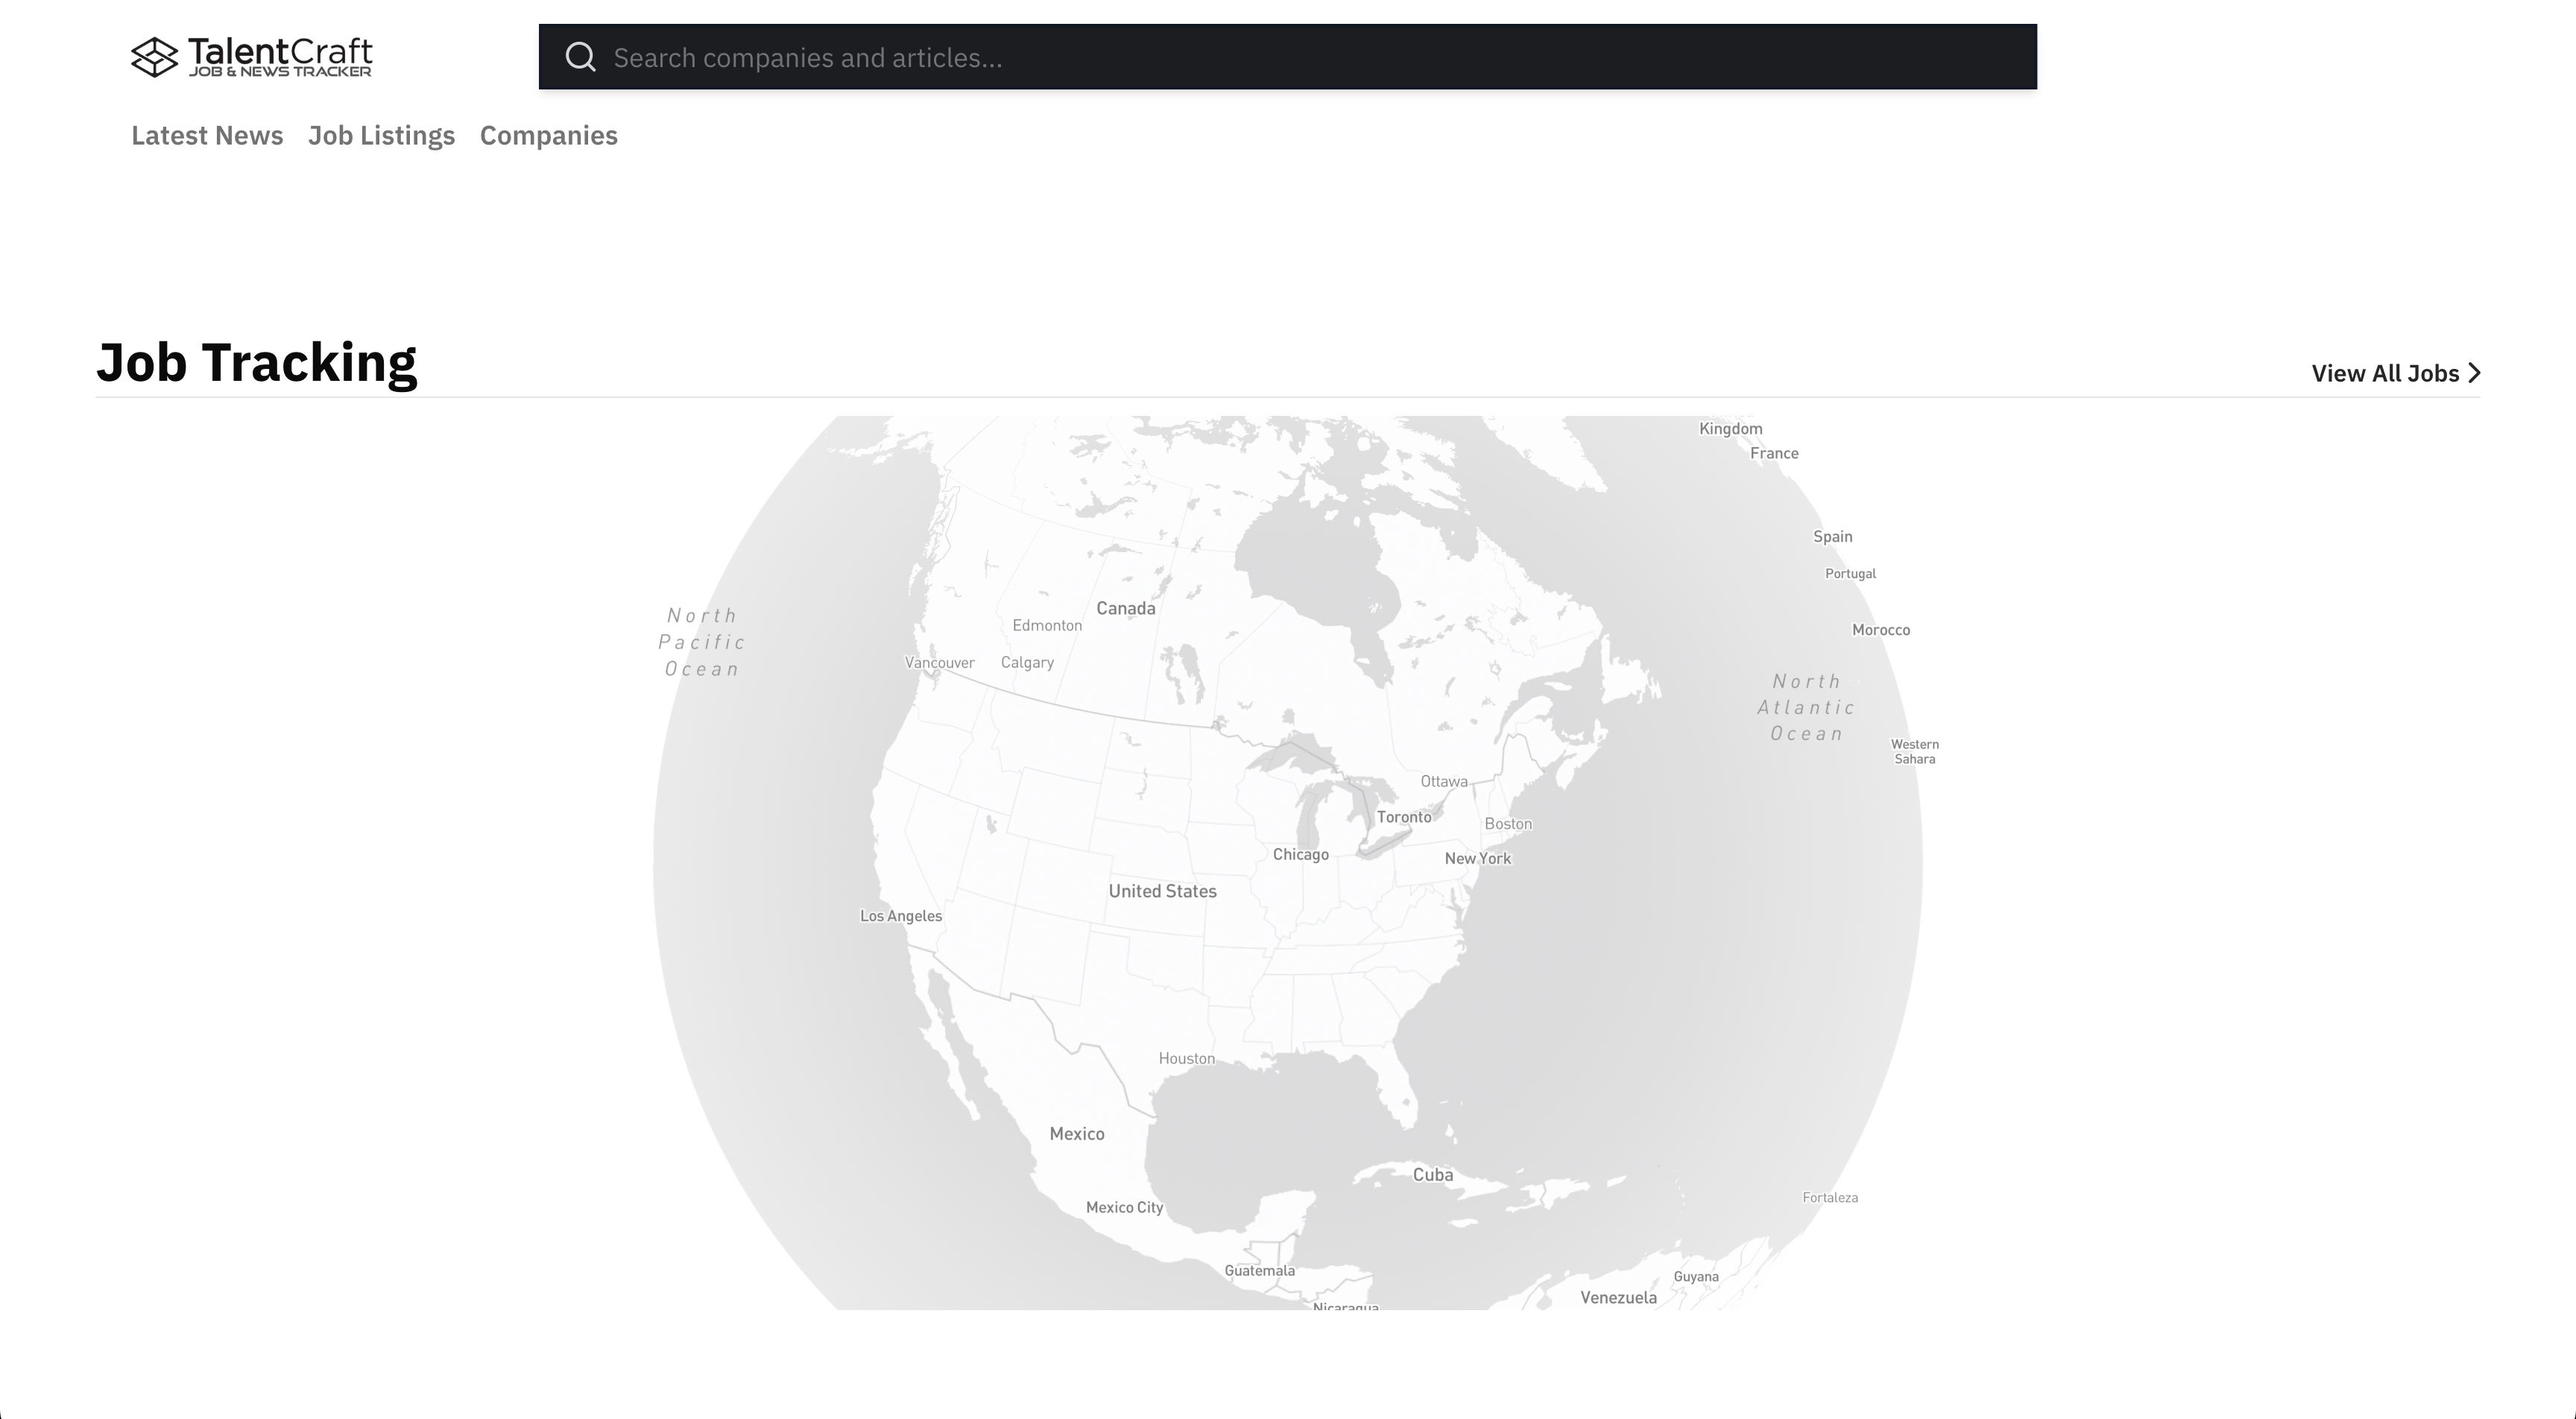 TalentCraft
JOB & NEWS TRACKER
Search companies and articles...
Latest News
Job Listings
Companies
Job Tracking
View All Jobs
Kingdom
France
Spain
Portugal
Morocco
North
Pacific
Ocean
Canada
Edmonton
Vancouver
Calgary
North
Atlantic
Ocean
Western
Sahara
Ottawa
Toronto
Boston
Chicago
New York
United States
Los Angeles
Houston
Mexico
Cuba
Mexico City
Fortaleza
Guatemala
Guyana
Venezuela
Nicaragua